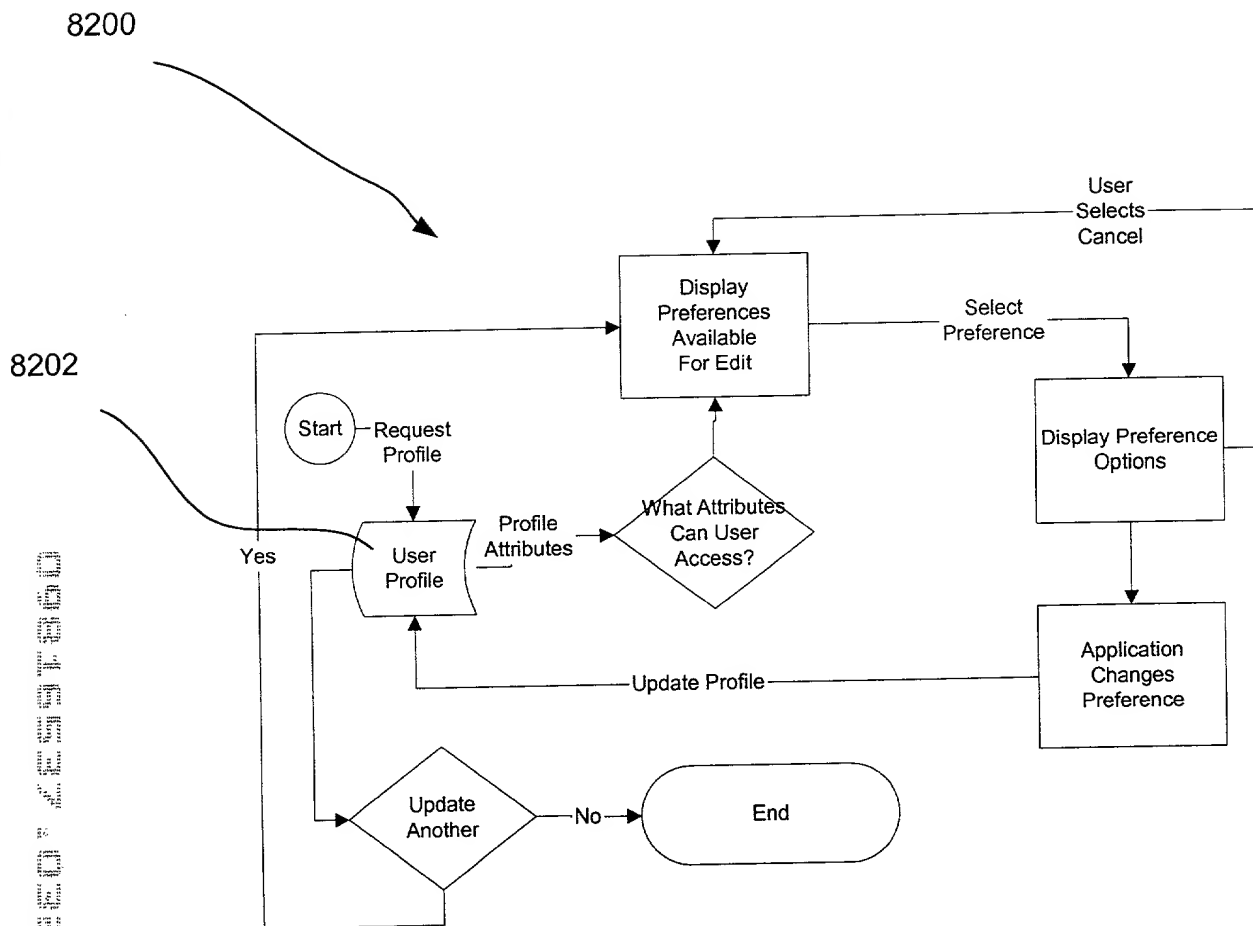 8200
User
Selects
Cancel
Display
Preferences
Available
For Edit
Select
Preference
8202
Start
Request
Profile
Display Preference
Options
What Attributes
Can User
Access?
Profile
Attributes
User
Profile
Yes
Application
Changes
Preference
Update Profile
Update
Another
No
End